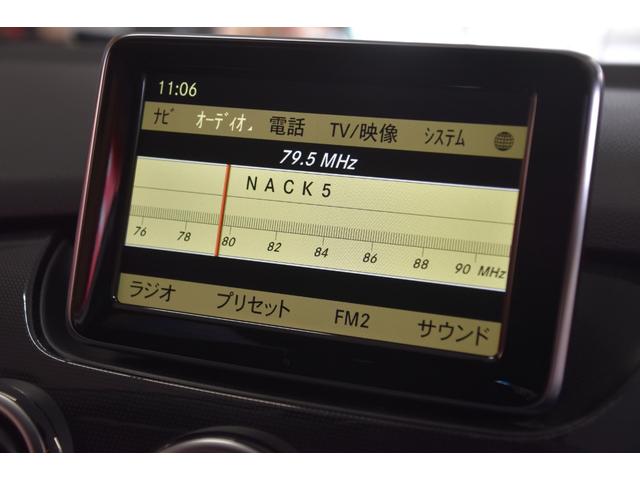 11:06
ﾅﾋﾞ ｵｰﾃﾞｨｵ 電話 TV/映像 ｼｽﾃﾑ
79.5 MHz
NACK5
76 78 80 82 84 86 88 90 MHz
ラジオ プリセット FM2 サウンド